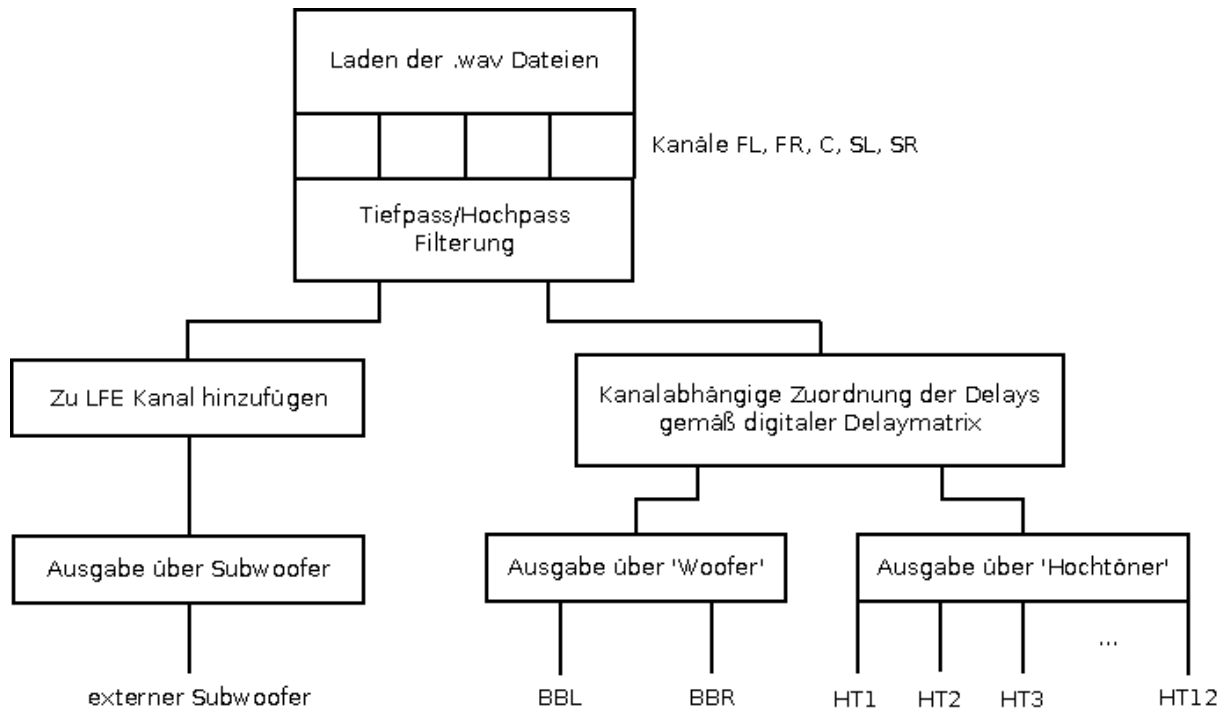 Laden der .wav Dateien
Kanäle FL, FR, C, SL, SR
Tiefpass/Hochpass
Filterung
Zu LFE Kanal hinzufügen
Kanalabhängige Zuordnung der Delays
gemäß digitaler Delaymatrix
Ausgabe über Subwoofer
Ausgabe über 'Woofer'
Ausgabe über 'Hochtöner'
...
externer Subwoofer
BBL
BBR
HT1
HT2
HT3
HT12